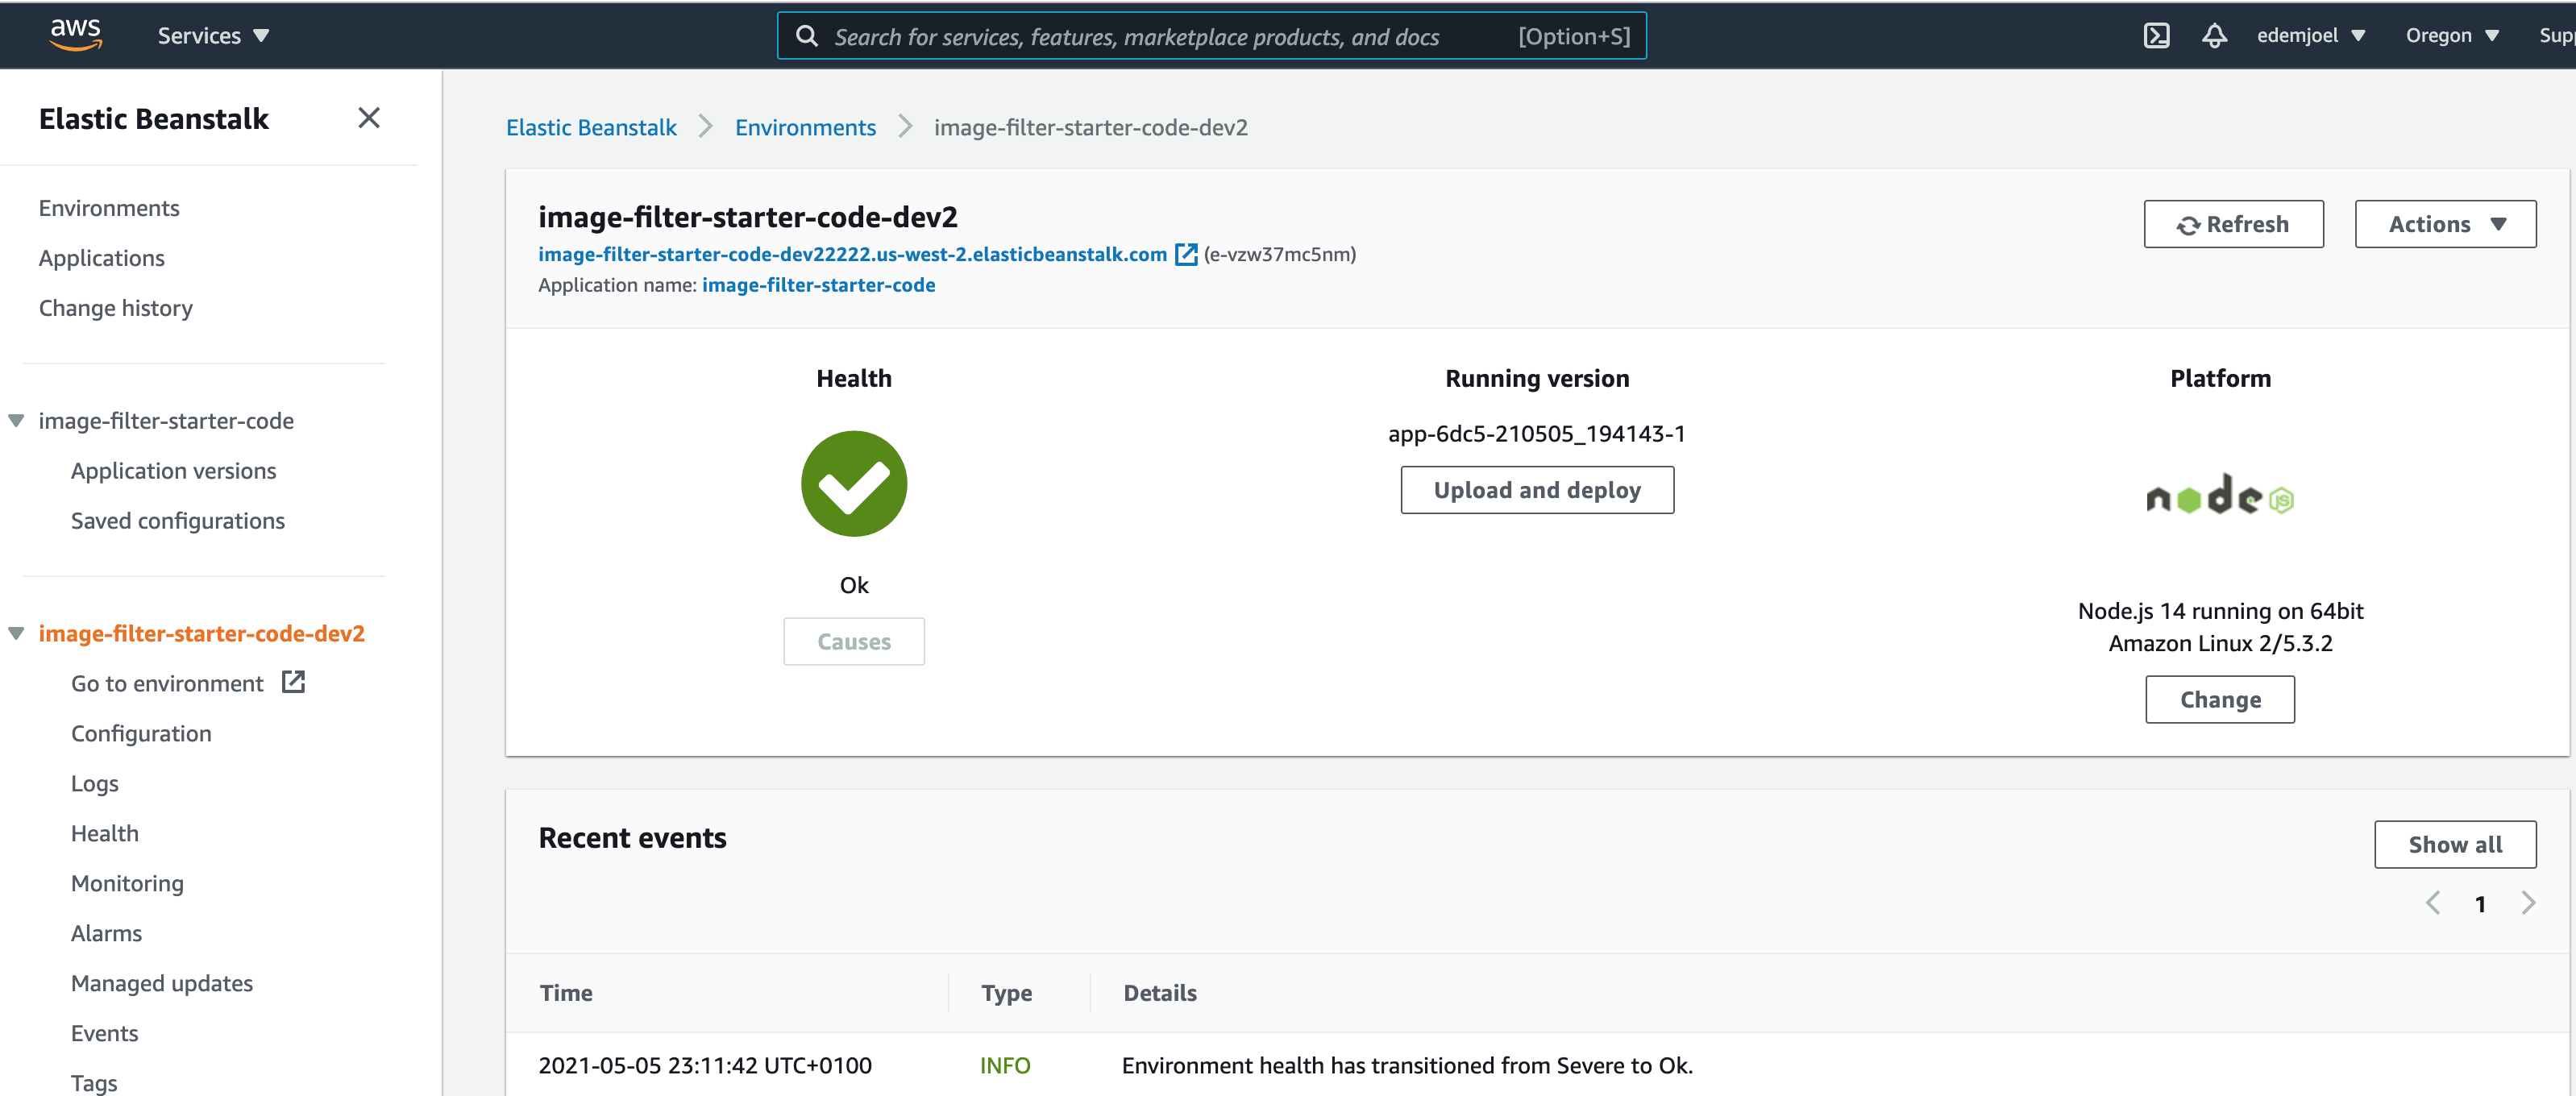 aws
Services
Search for services, features, marketplace products, and docs
[Option+S]
edemjoel
Oregon
Supp
Elastic Beanstalk
Environments
Applications
Change history
image-filter-starter-code
Application versions
Saved configurations
image-filter-starter-code-dev2
Go to environment
Configuration
Logs
Health
Monitoring
Alarms
Managed updates
Events
Tags
Elastic Beanstalk
Environments
image-filter-starter-code-dev2
image-filter-starter-code-dev2
image-filter-starter-code-dev22222.us-west-2.elasticbeanstalk.com (e-vzw37mc5nm)
Application name: image-filter-starter-code
Refresh
Actions
Health
Ok
Causes
Running version
app-6dc5-210505_194143-1
Upload and deploy
Platform
node
JS
Node.js 14 running on 64bit
Amazon Linux 2/5.3.2
Change
Recent events
Show all
1
Time
Type
Details
2021-05-05 23:11:42 UTC+0100
INFO
Environment health has transitioned from Severe to Ok.